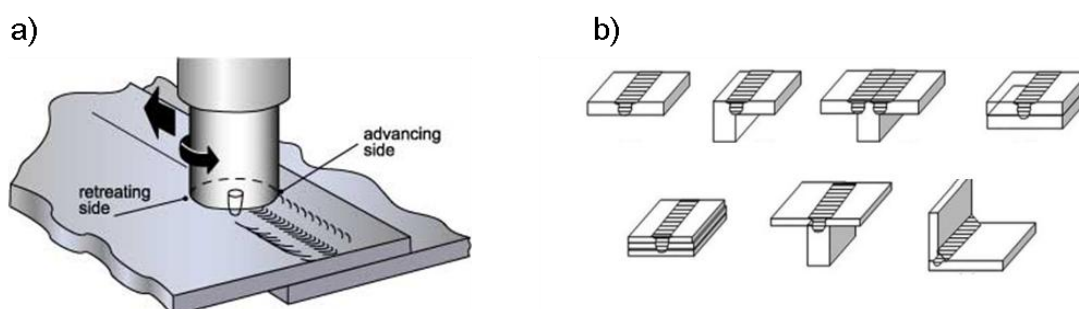 a)
b)
advancing
side
retreating
side